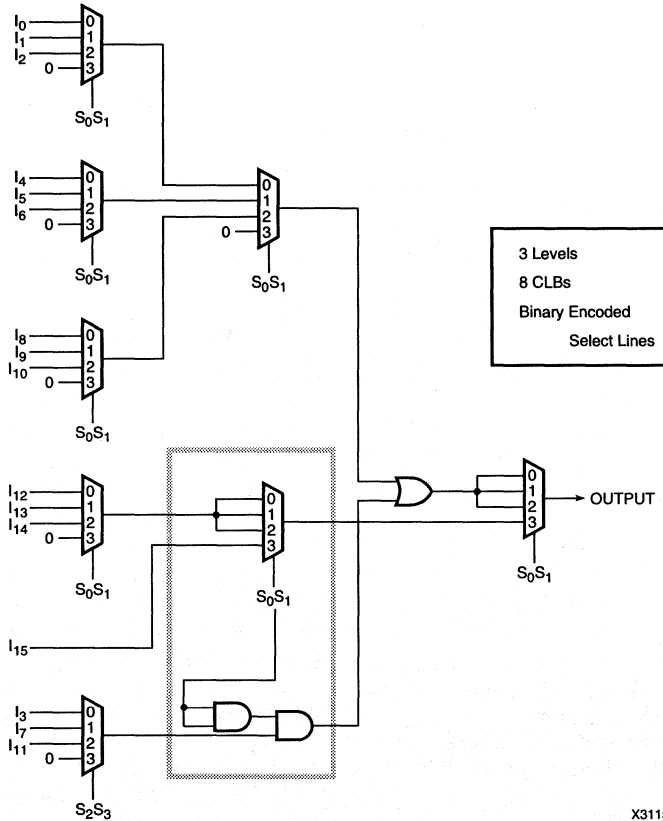 I0 0
I1 1
I2 2
0 3
S0S1
I4 0
I5 1
I6 2
0 3
S0S1
0
1
2
0 3
S0S1
I8 0
I9 1
I10 2
0 3
S0S1
3 Levels
8 CLBs
Binary Encoded
Select Lines
I12 0
I13 1
I14 2
0 3
S0S1
0
1
2
3
S0S1
0
1
2
3
OUTPUT
S0S1
I15
I3 0
I7 1
I11 2
0 3
S2S3